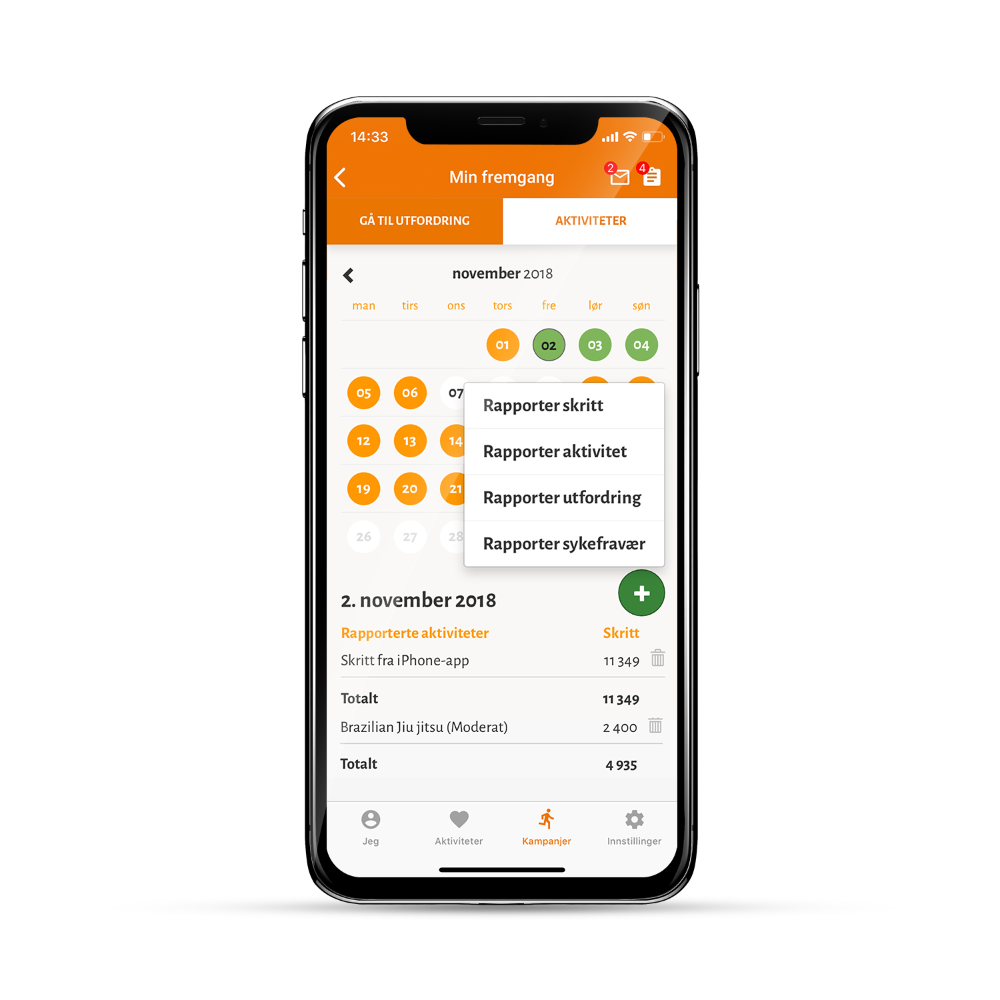 14:33
Min fremgang
2
4
GÅ TIL UTFORDRING
AKTIVITETER
november 2018
man tirs ons tors fre lør søn
01 02 03 04
05 06 07
12 13 14
19 20 21
26 27 28
Rapporter skritt
Rapporter aktivitet
Rapporter utfordring
Rapporter sykefravær
2. november 2018
+
Rapporterte aktiviteter Skritt
Skritt fra iPhone-app 11 349
Totalt 11 349
Brazilian Jiu jitsu (Moderat) 2 400
Totalt 4 935
Jeg Aktiviteter Kampanjer Innstillinger